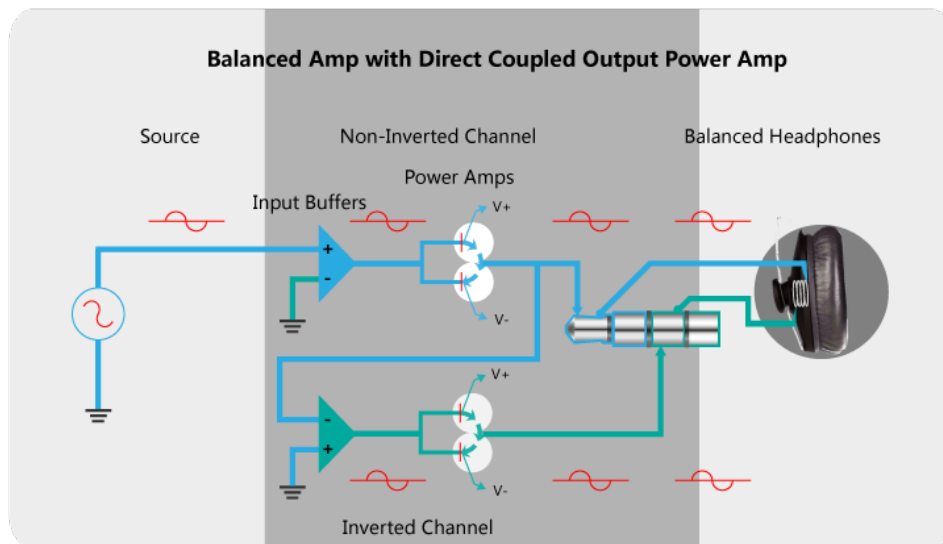 Balanced Amp with Direct Coupled Output Power Amp
Source
Non-Inverted Channel
Balanced Headphones
Power Amps
Input Buffers
V+
+
-
V-
V+
-
+
V-
Inverted Channel